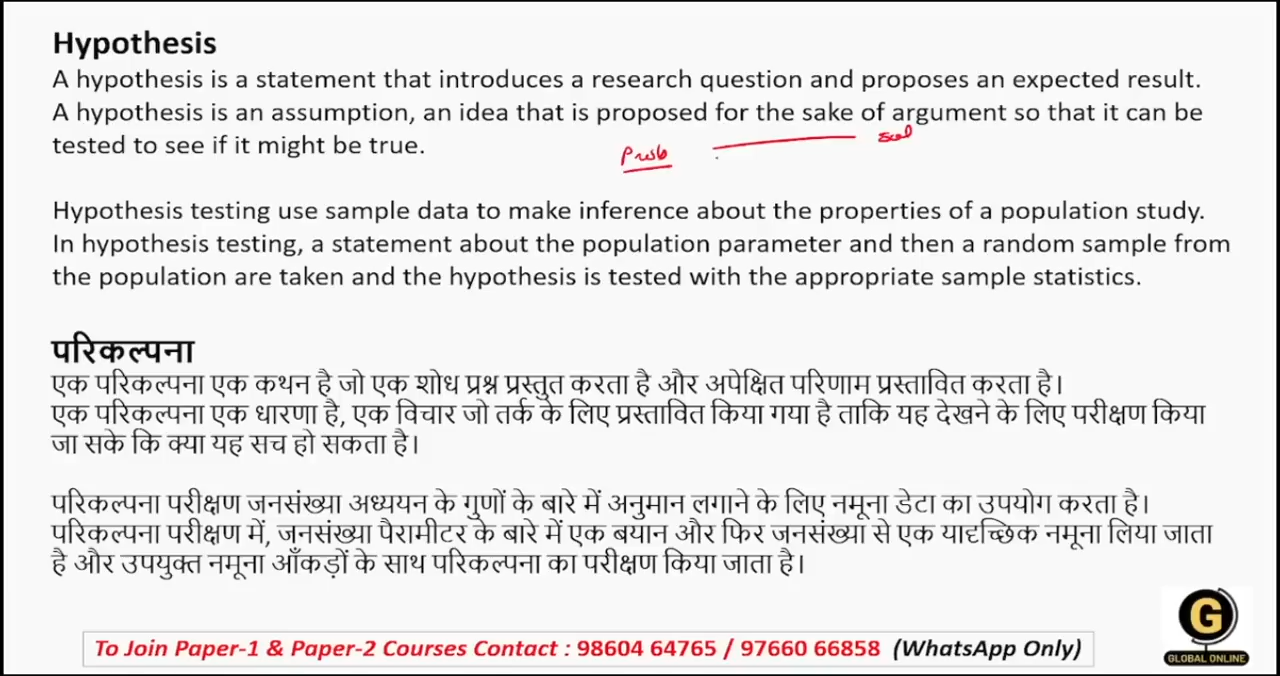 Hypothesis
A hypothesis is a statement that introduces a research question and proposes an expected result.
A hypothesis is an assumption, an idea that is proposed for the sake of argument so that it can be
tested to see if it might be true.
Prob
Hypothesis testing use sample data to make inference about the properties of a population study.
In hypothesis testing, a statement about the population parameter and then a random sample from
the population are taken and the hypothesis is tested with the appropriate sample statistics.
परिकल्पना
एक परिकल्पना एक कथन है जो एक शोध प्रश्न प्रस्तुत करता है और अपेक्षित परिणाम प्रस्तावित करता है।
एक परिकल्पना एक धारणा है, एक विचार जो तर्क के लिए प्रस्तावित किया गया है ताकि यह देखने के लिए परीक्षण किया
जा सके कि क्या यह सच हो सकता है।
परिकल्पना परीक्षण जनसंख्या अध्ययन के गुणों के बारे में अनुमान लगाने के लिए नमूना डेटा का उपयोग करता है।
परिकल्पना परीक्षण में, जनसंख्या पैरामीटर के बारे में एक बयान और फिर जनसंख्या से एक यादृच्छिक नमूना लिया जाता
है और उपयुक्त नमूना आँकड़ों के साथ परिकल्पना का परीक्षण किया जाता है।
To Join Paper-1 & Paper-2 Courses Contact : 98604 64765 / 97660 66858 (WhatsApp Only)
G
GLOBAL ONLINE